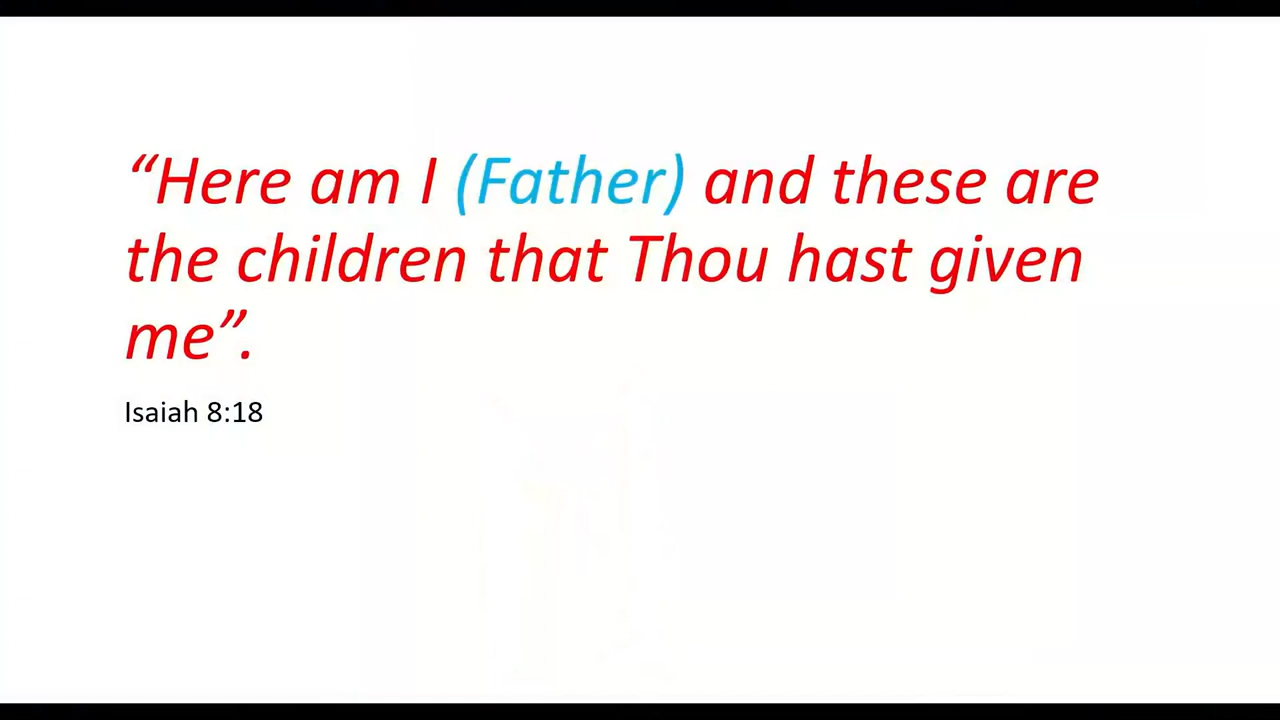 “Here am I (Father) and these are
the children that Thou hast given
me”.
Isaiah 8:18